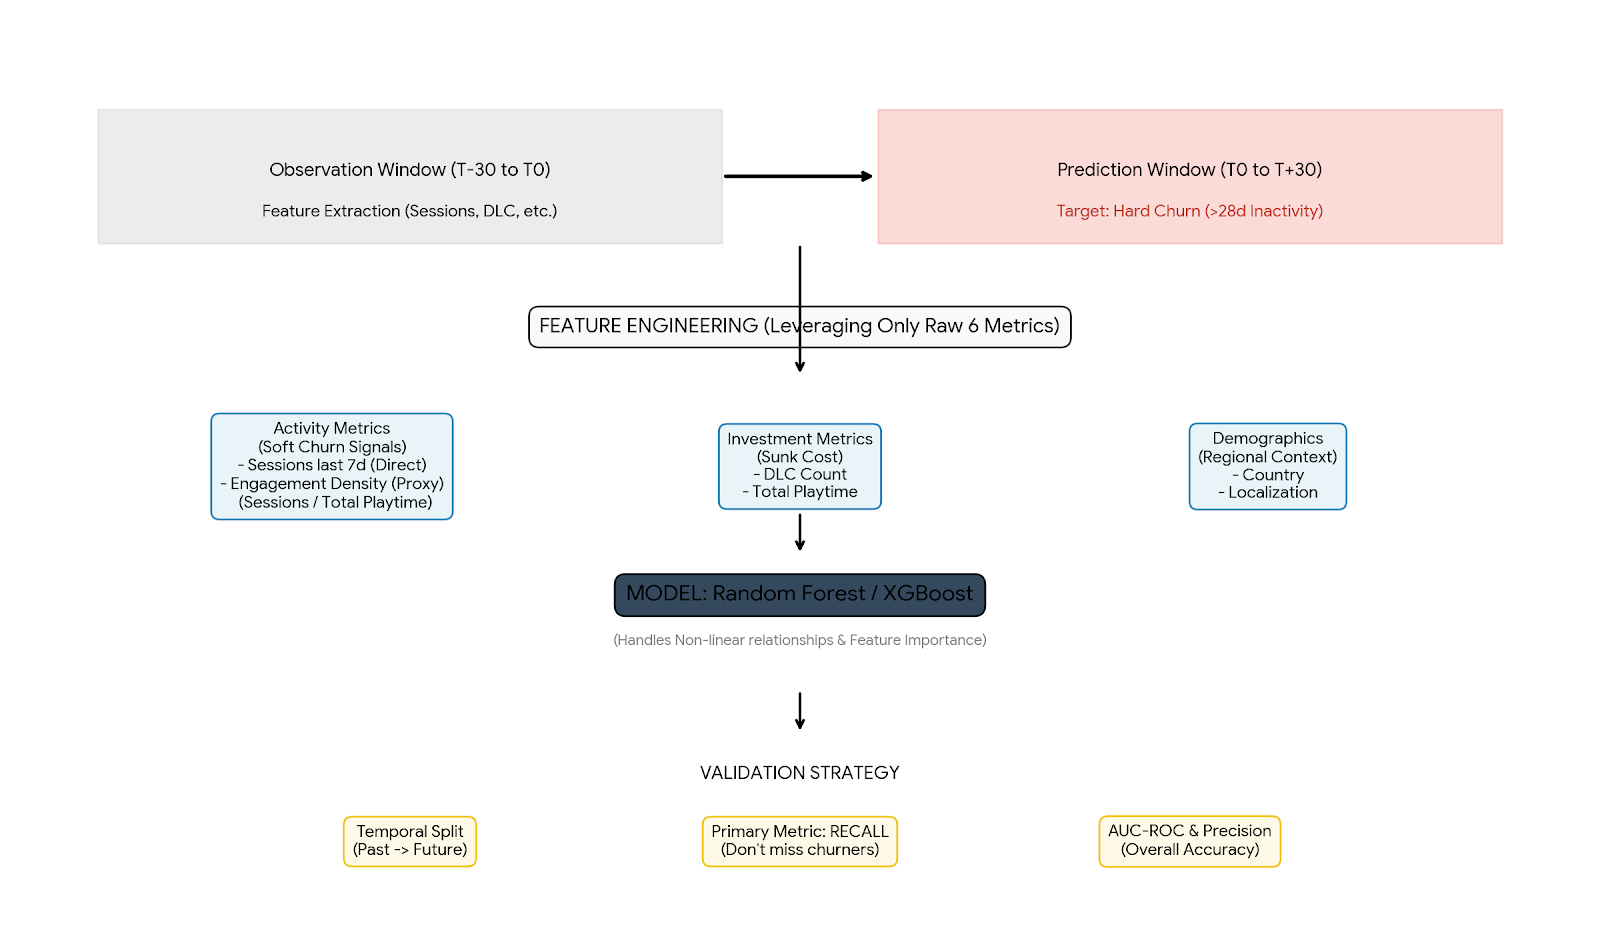 Observation Window (T-30 to T0)
Feature Extraction (Sessions, DLC, etc.)
Prediction Window (T0 to T+30)
Target: Hard Churn (>28d Inactivity)
FEATURE ENGINEERING (Leveraging Only Raw 6 Metrics)
Activity Metrics
(Soft Churn Signals)
- Sessions last 7d (Direct)
- Engagement Density (Proxy)
(Sessions / Total Playtime)
Investment Metrics
(Sunk Cost)
- DLC Count
- Total Playtime
Demographics
(Regional Context)
- Country
- Localization
MODEL: Random Forest / XGBoost
(Handles Non-linear relationships & Feature Importance)
VALIDATION STRATEGY
Temporal Split
(Past -> Future)
Primary Metric: RECALL
(Don't miss churners)
AUC-ROC & Precision
(Overall Accuracy)